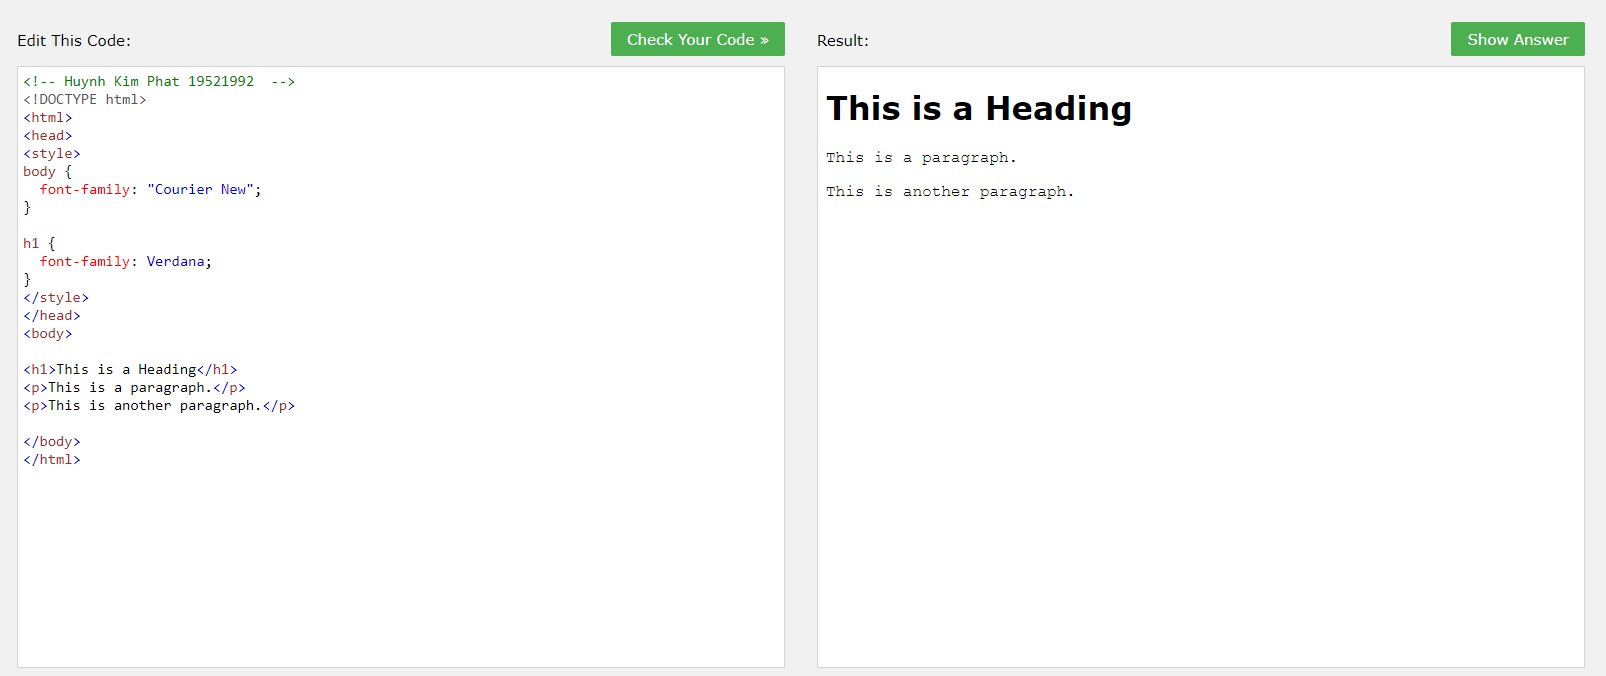 Edit This Code:
Check Your Code »
<!-- Huynh Kim Phat 19521992  -->
<!DOCTYPE html>
<html>
<head>
<style>
body {
  font-family: "Courier New";
}

h1 {
  font-family: Verdana;
}
</style>
</head>
<body>

<h1>This is a Heading</h1>
<p>This is a paragraph.</p>
<p>This is another paragraph.</p>

</body>
</html>
Result:
Show Answer
This is a Heading
This is a paragraph.
This is another paragraph.